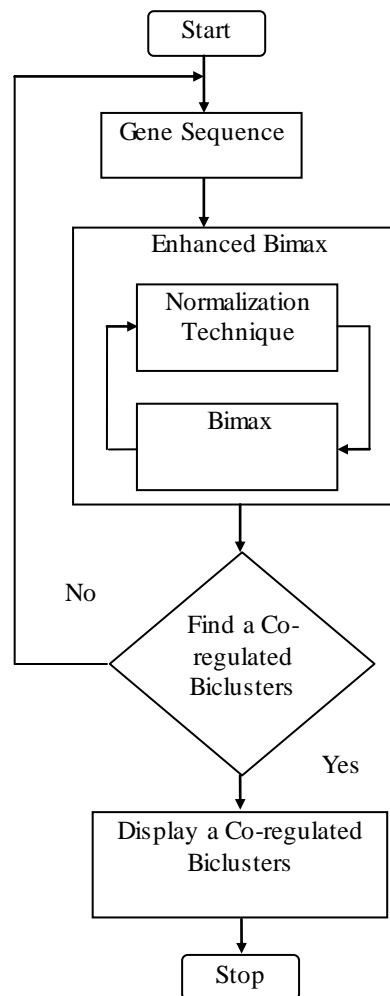 Start
Gene Sequence
Enhanced Bimax
Normalization
Technique
Bimax
No
Find a Co-
regulated
Biclusters
Yes
Display a Co-regulated
Biclusters
Stop